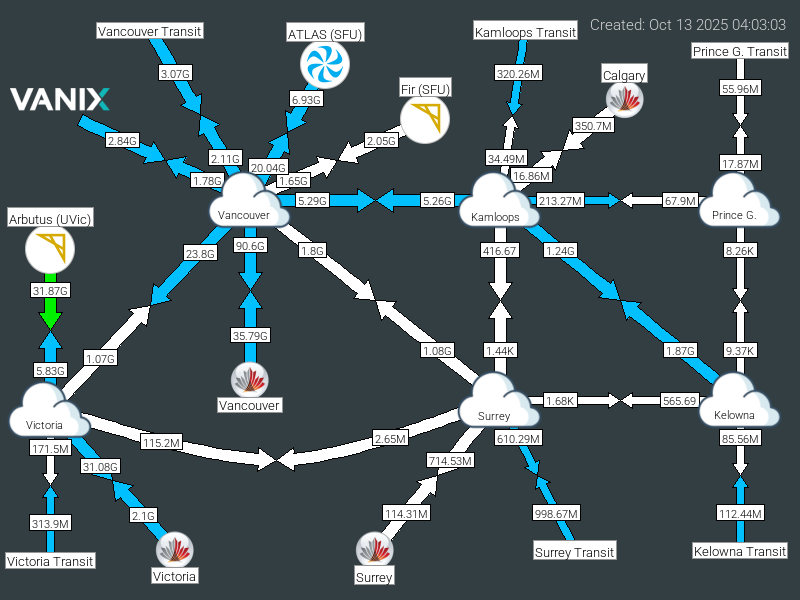 Created: Oct 13 2025 04:03:03
Vancouver Transit
ATLAS (SFU)
Kamloops Transit
Prince G. Transit
3.07G
320.26M
Calgary
55.96M
VANIX
6.93G
Fir (SFU)
350.7M
2.84G
2.05G
2.11G
34.49M
17.87M
20.04G
1.78G
1.65G
16.86M
5.29G
5.26G
213.27M
67.9M
Vancouver
Kamloops
Prince G.
Arbutus (UVic)
23.8G
90.6G
1.8G
416.67
1.24G
8.26K
31.87G
35.79G
1.07G
1.08G
1.44K
1.87G
9.37K
5.83G
Vancouver
1.68K
565.69
Victoria
Surrey
Kelowna
171.5M
115.2M
2.65M
610.29M
85.56M
31.08G
714.53M
313.9M
2.1G
114.31M
998.67M
112.44M
Victoria Transit
Victoria
Surrey
Surrey Transit
Kelowna Transit